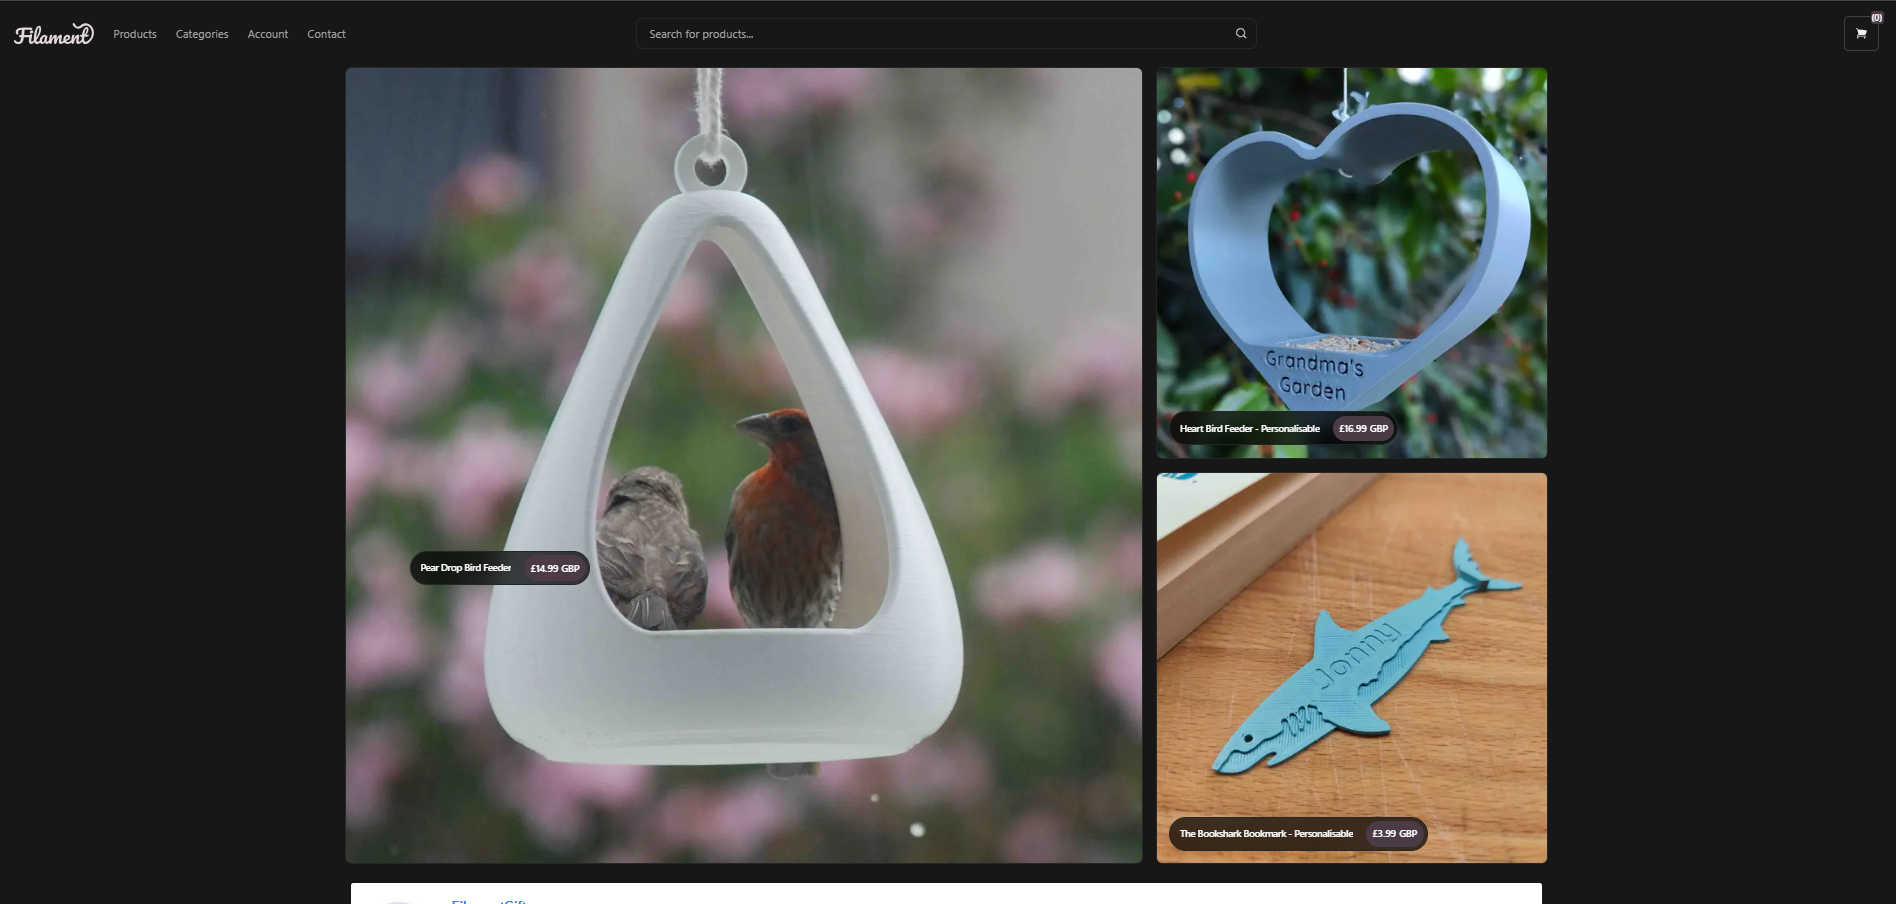 Filament
Products
Categories
Account
Contact
Search for products...
(0)
Grandma's
Garden
Heart Bird Feeder - Personalisable
£16.99 GBP
Pear Drop Bird Feeder
£14.99 GBP
Jonny
The Bookshark Bookmark - Personalisable
£3.99 GBP